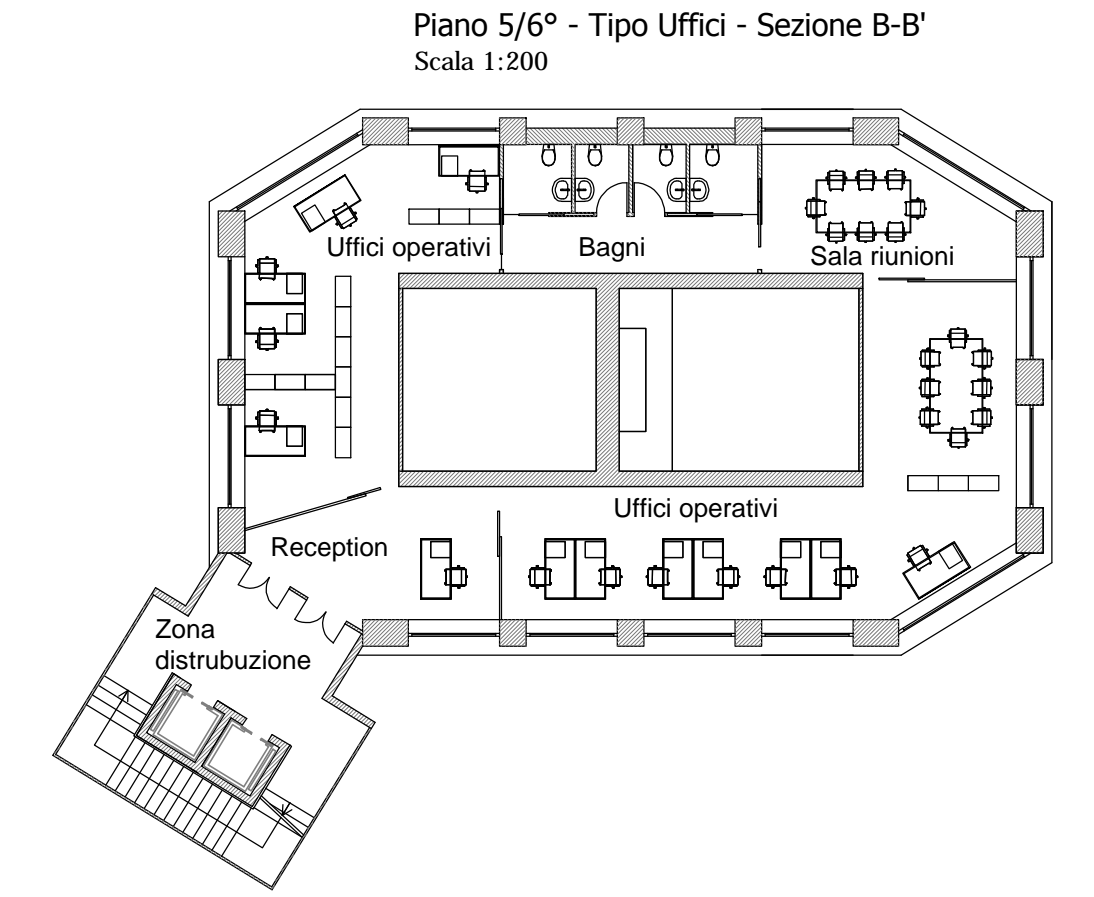 Piano 5/6° - Tipo Uffici - Sezione B-B'
Scala 1:200
Uffici operativi
Bagni
Sala riunioni
Uffici operativi
Reception
Zona
distrubuzione